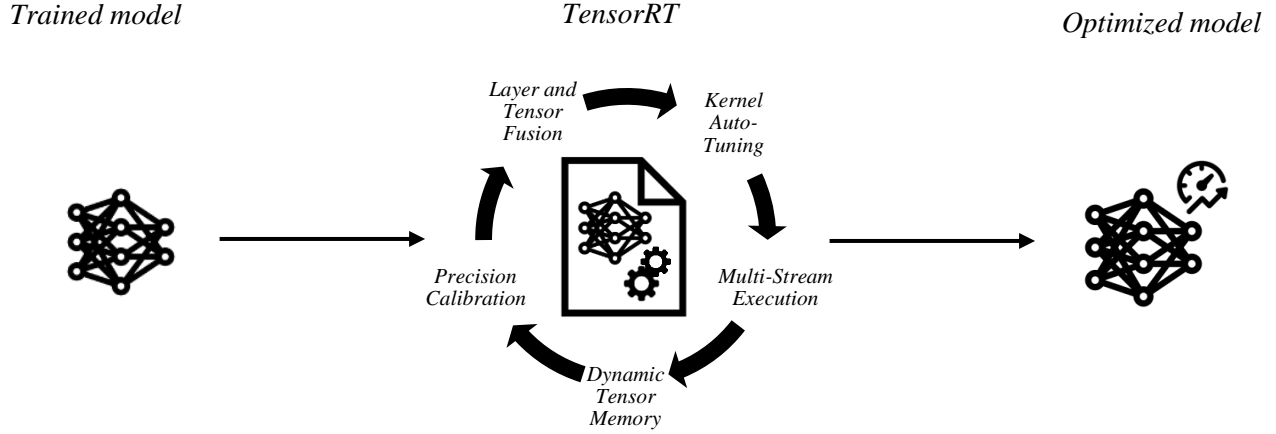 Trained model
TensorRT
Optimized model
Layer and
Tensor
Fusion
Kernel
Auto-
Tuning
Multi-Stream
Execution
Dynamic
Tensor
Memory
Precision
Calibration